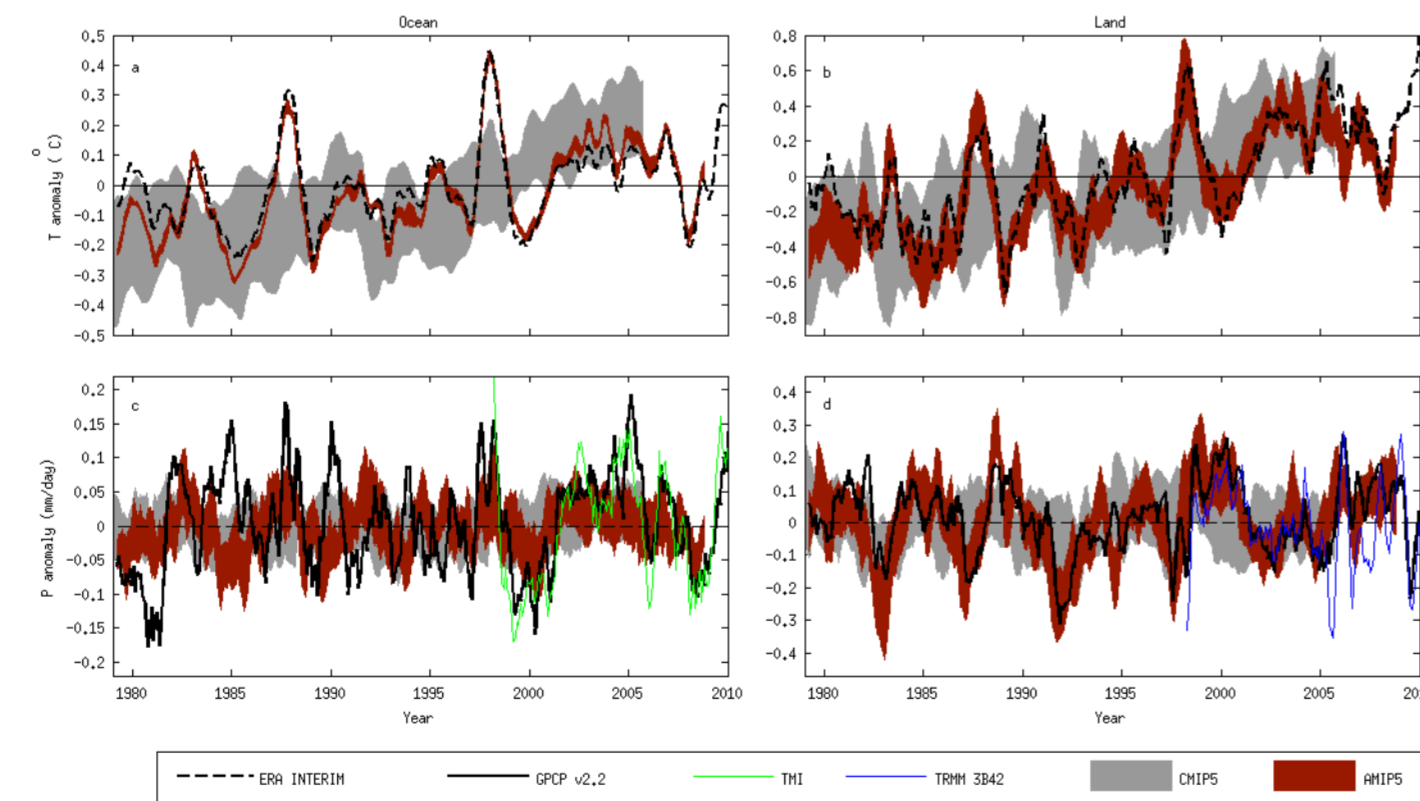 Ocean
Land
0.5
0.4
0.3
0.2
0.1
0
-0.1
-0.2
-0.3
-0.4
-0.5
T anomaly (°C)
a
0.8
0.6
0.4
0.2
0
-0.2
-0.4
-0.6
-0.8
b
0.2
0.15
0.1
0.05
0
-0.05
-0.1
-0.15
-0.2
P anomaly (mm/day)
c
1980 1985 1990 1995 2000 2005 2010
Year
0.4
0.3
0.2
0.1
0
-0.1
-0.2
-0.3
-0.4
d
1980 1985 1990 1995 2000 2005
Year
ERA INTERIM GPCP v2.2 TMI TRMM 3B42 CMIP5 AMIP5